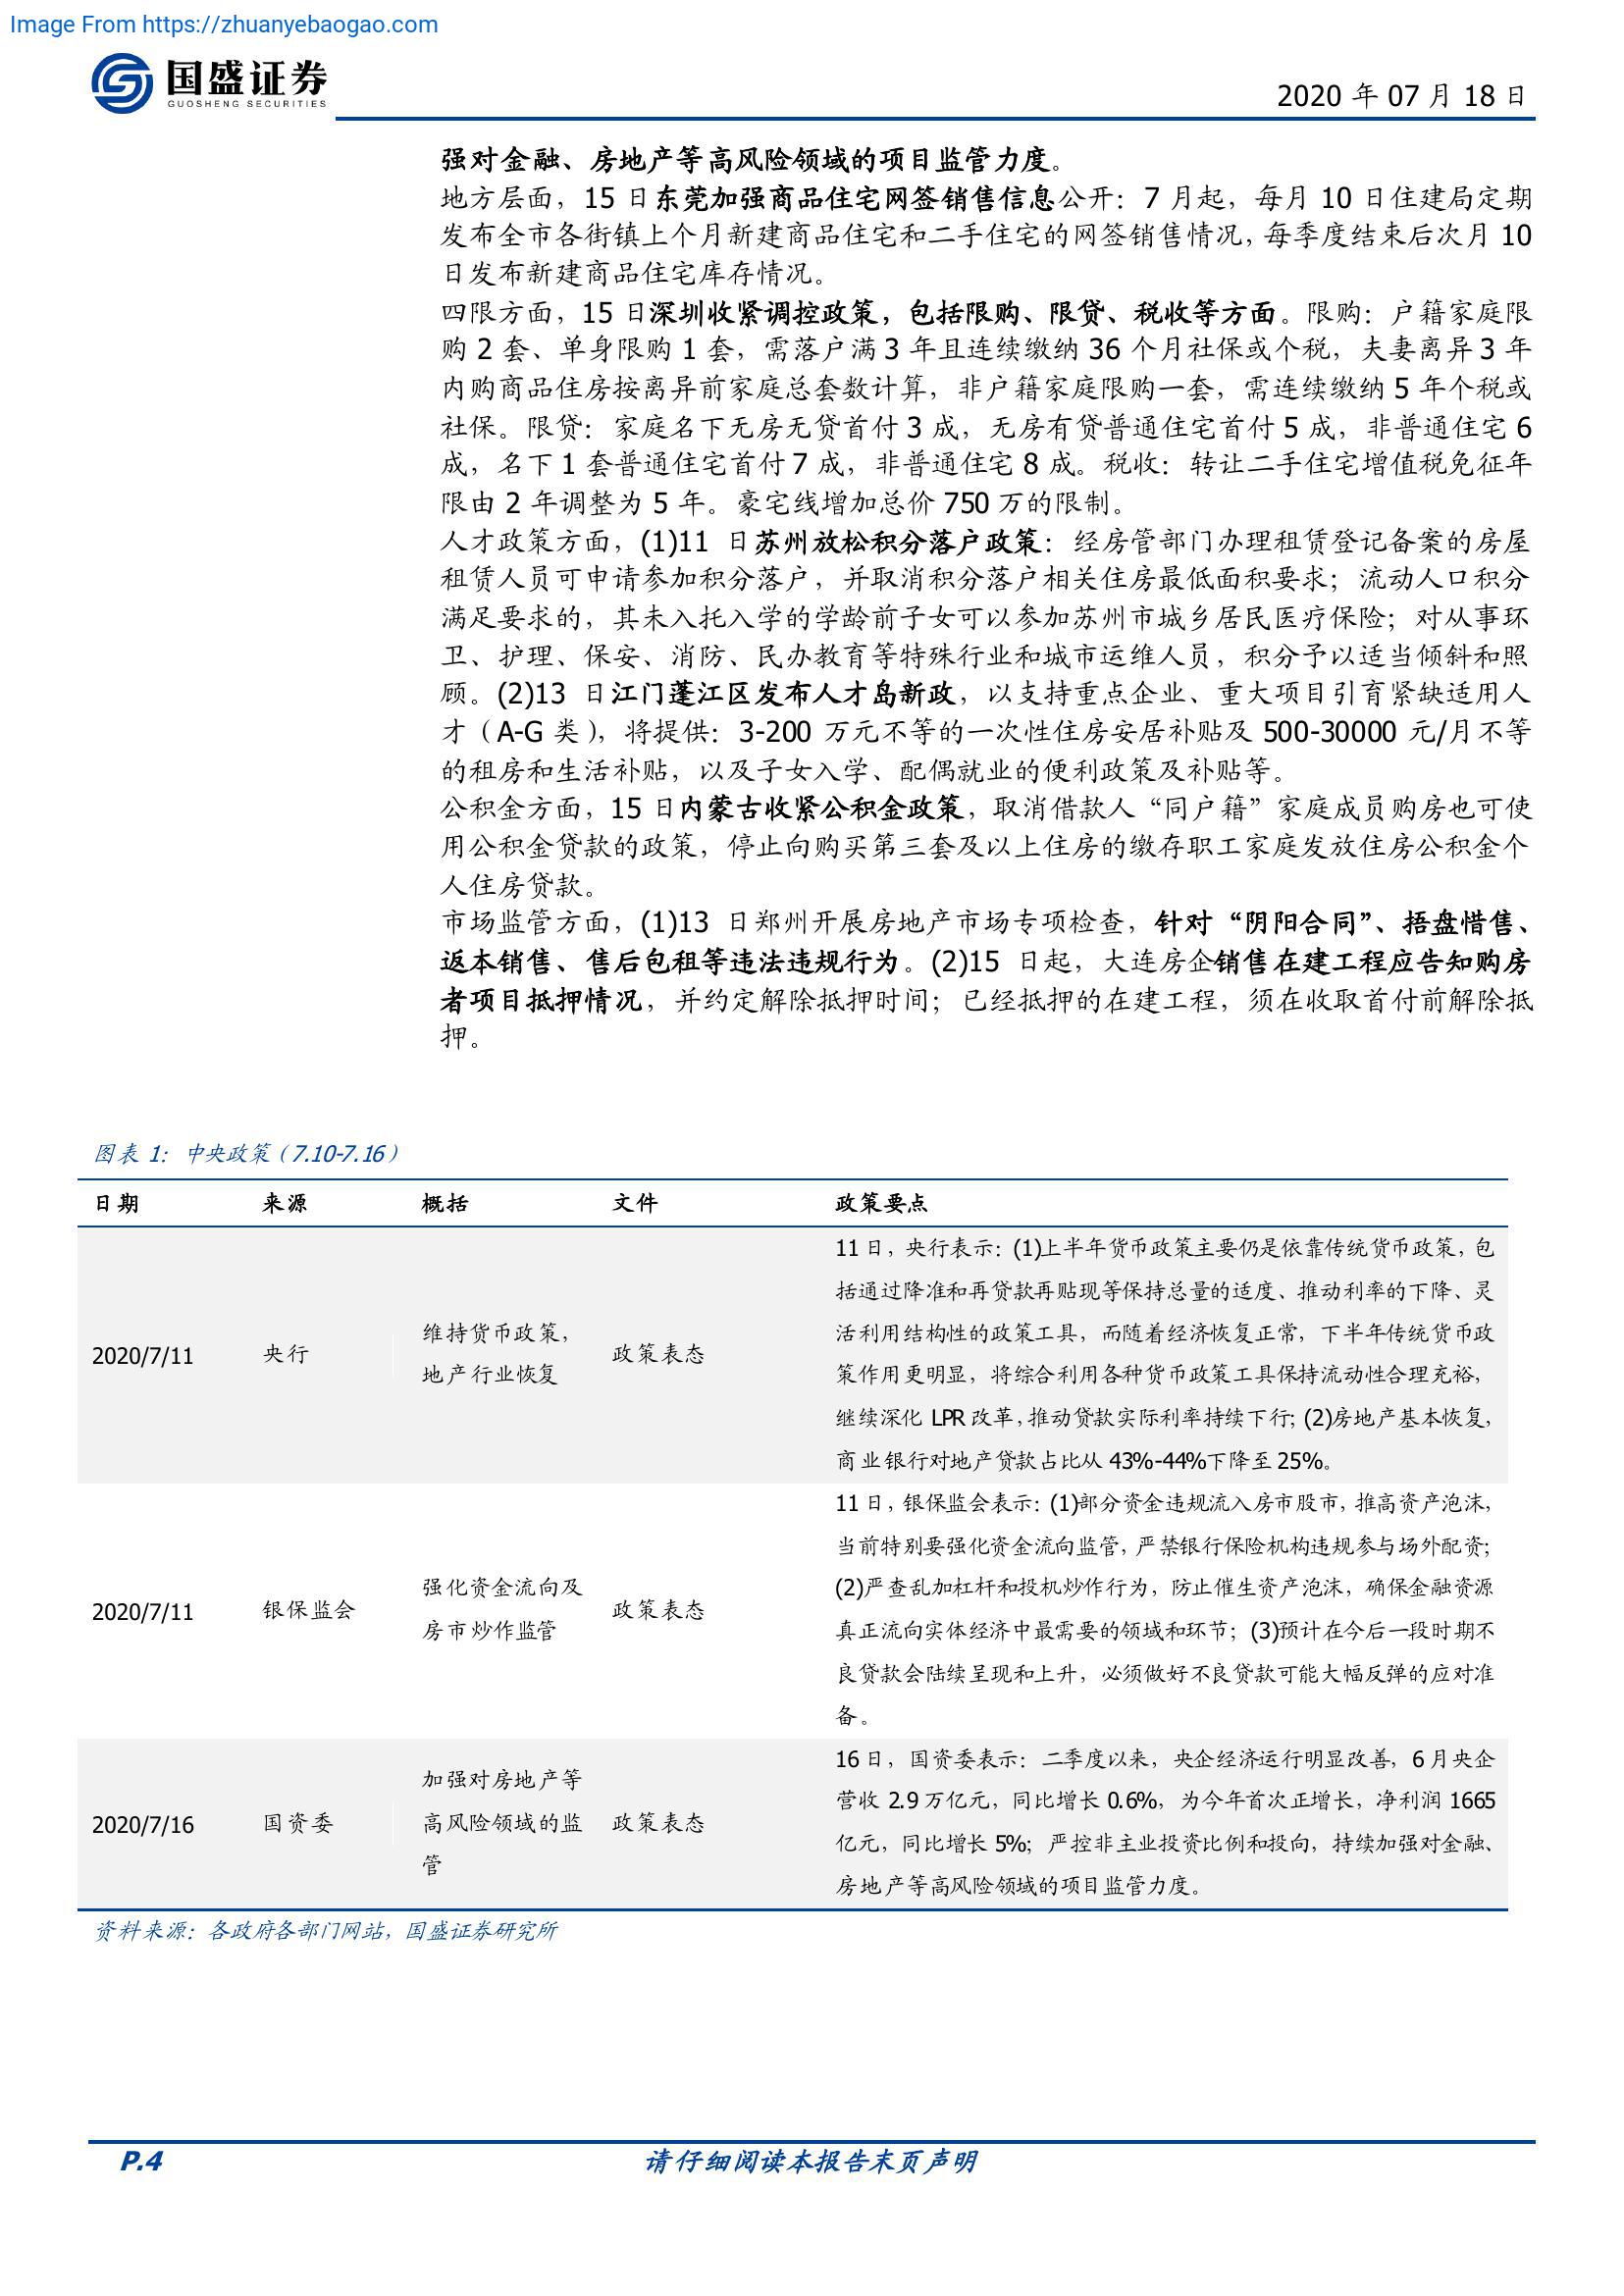 Image From https://zhuanyebaogao.com
国盛证券
GUOSHENG SECURITIES
2020 年 07 月 18 日
强对金融、房地产等高风险领域的项目监管力度。
地方层面，15 日东莞加强商品住宅网签销售信息公开：7 月起，每月 10 日住建局定期
发布全市各街镇上个月新建商品住宅和二手住宅的网签销售情况，每季度结束后次月 10
日发布新建商品住宅库存情况。
四限方面，15 日深圳收紧调控政策，包括限购、限贷、税收等方面。限购：户籍家庭限
购 2 套、单身限购 1 套，需落户满 3 年且连续缴纳 36 个月社保或个税，夫妻离异 3 年
内购商品住房按离异前家庭总套数计算，非户籍家庭限购一套，需连续缴纳 5 年个税或
社保。限贷：家庭名下无房无贷首付 3 成，无房有贷普通住宅首付 5 成，非普通住宅 6
成，名下 1 套普通住宅首付 7 成，非普通住宅 8 成。税收：转让二手住宅增值税免征年
限由 2 年调整为 5 年。豪宅线增加总价 750 万的限制。
人才政策方面，(1)11 日苏州放松积分落户政策：经房管部门办理租赁登记备案的房屋
租赁人员可申请参加积分落户，并取消积分落户相关住房最低面积要求；流动人口积分
满足要求的，其未入托入学的学龄前子女可以参加苏州市城乡居民医疗保险；对从事环
卫、护理、保安、消防、民办教育等特殊行业和城市运维人员，积分予以适当倾斜和照
顾。(2)13 日江门蓬江区发布人才岛新政，以支持重点企业、重大项目引育紧缺适用人
才（A-G 类），将提供：3-200 万元不等的一次性住房安居补贴及 500-30000 元/月不等
的租房和生活补贴，以及子女入学、配偶就业的便利政策及补贴等。
公积金方面，15 日内蒙古收紧公积金政策，取消借款人“同户籍”家庭成员购房也可使
用公积金贷款的政策，停止向购买第三套及以上住房的缴存职工家庭发放住房公积金个
人住房贷款。
市场监管方面，(1)13 日郑州开展房地产市场专项检查，针对“阴阳合同”、捂盘惜售、
返本销售、售后包租等违法违规行为。(2)15 日起，大连房企销售在建工程应告知购房
者项目抵押情况，并约定解除抵押时间；已经抵押的在建工程，须在收取首付前解除抵
押。
图表 1：中央政策（7.10-7.16）
日期 来源 概括 文件 政策要点
2020/7/11 央行 维持货币政策，
地产行业恢复
政策表态
11 日，央行表示：(1)上半年货币政策主要仍是依靠传统货币政策，包
括通过降准和再贷款再贴现等保持总量的适度、推动利率的下降、灵
活利用结构性的政策工具，而随着经济恢复正常，下半年传统货币政
策作用更明显，将综合利用各种货币政策工具保持流动性合理充裕，
继续深化 LPR 改革，推动贷款实际利率持续下行；(2)房地产基本恢复，
商业银行对地产贷款占比从 43%-44%下降至 25%。
2020/7/11 银保监会 强化资金流向及
房市炒作监管
政策表态
11 日，银保监会表示：(1)部分资金违规流入房市股市，推高资产泡沫，
当前特别要强化资金流向监管，严禁银行保险机构违规参与场外配资；
(2)严查乱加杠杆和投机炒作行为，防止催生资产泡沫，确保金融资源
真正流向实体经济中最需要的领域和环节；(3)预计在今后一段时期不
良贷款会陆续呈现和上升，必须做好不良贷款可能大幅反弹的应对准
备。
2020/7/16 国资委 加强对房地产等
高风险领域的监
管
政策表态
16 日，国资委表示：二季度以来，央企经济运行明显改善，6 月央企
营收 2.9 万亿元，同比增长 0.6%，为今年首次正增长，净利润 1665
亿元，同比增长 5%；严控非主业投资比例和投向，持续加强对金融、
房地产等高风险领域的项目监管力度。
资料来源：各政府各部门网站，国盛证券研究所
P.4
请仔细阅读本报告末页声明